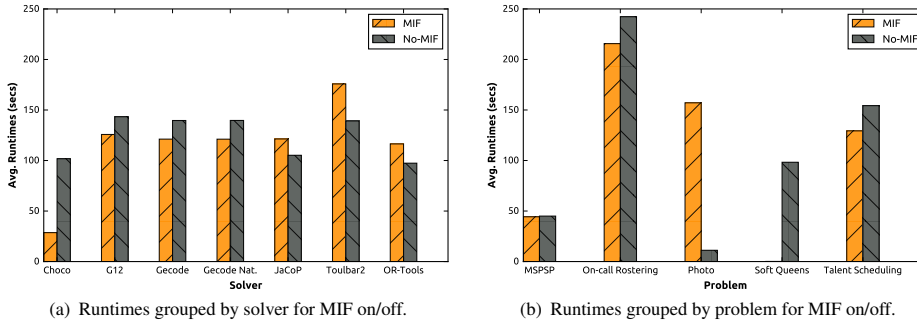 MIF
No-MIF
250
200
150
100
50
0
Avg. Runtimes (secs)
Choco G12 Gecode Gecode Nat. JaCoP Toulbar2 OR-Tools
Solver
(a) Runtimes grouped by solver for MIF on/off.
MIF
No-MIF
250
200
150
100
50
0
Avg. Runtimes (secs)
MSPSP On-call Rostering Photo Soft Queens Talent Scheduling
Problem
(b) Runtimes grouped by problem for MIF on/off.